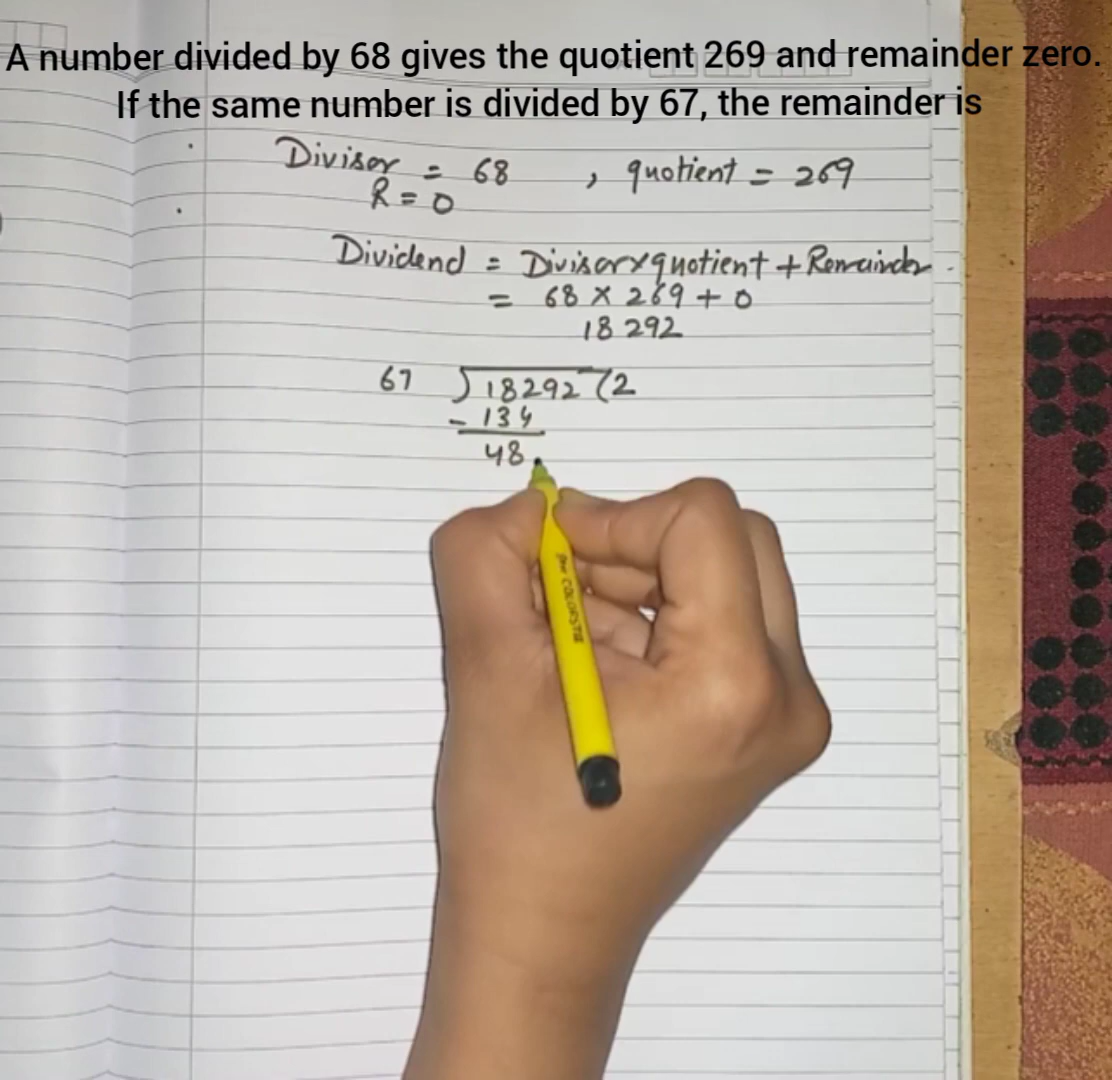 A number divided by 68 gives the quotient 269 and remainder zero.
If the same number is divided by 67, the remainder is
Divisor = 68 , quotient = 269
R = 0
Dividend = Divisor x quotient + Remainder
= 68 x 269 + 0
18292
67 ) 18292 ( 2
- 134
48